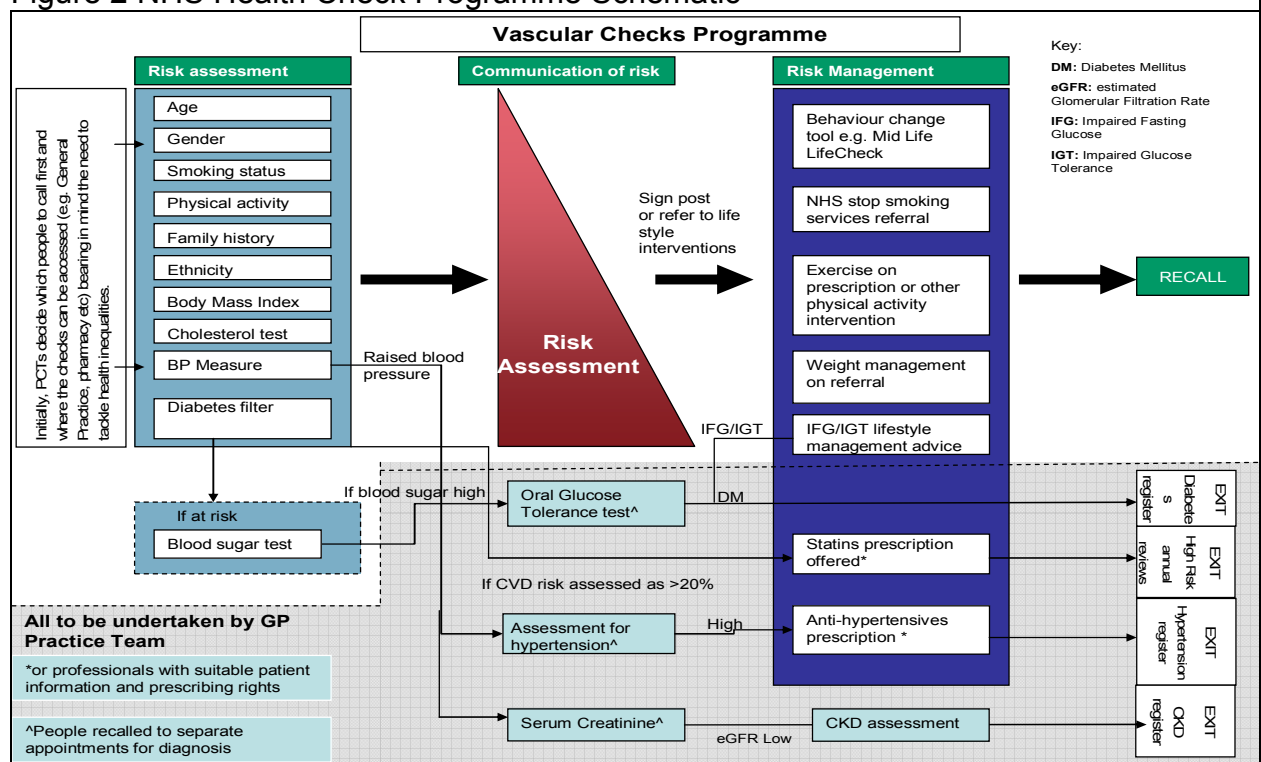 Figure 2 NHS Health Check Programme Schematic
Vascular Checks Programme
Key:
DM: Diabetes Mellitus
eGFR: estimated
Glomerular Filtration Rate
IFG: Impaired Fasting
Glucose
IGT: Impaired Glucose
Tolerance
Risk assessment
Communication of risk
Risk Management
Initially, PCTs decide which people to call first and
where the checks can be accessed (e.g. General
Practice, pharmacy etc) bearing in mind the need to
tackle health inequalities.
Age
Gender
Smoking status
Physical activity
Family history
Ethnicity
Body Mass Index
Cholesterol test
BP Measure
Diabetes filter
Raised blood
pressure
Risk
Assessment
Sign post
or refer to life
style
interventions
Behaviour change
tool e.g. Mid Life
LifeCheck
NHS stop smoking
services referral
Exercise on
prescription or other
physical activity
intervention
Weight management
on referral
IFG/IGT
IFG/IGT lifestyle
management advice
RECALL
If at risk
Blood sugar test
If blood sugar high
Oral Glucose
Tolerance test^
DM
EXIT
Diabete
s
register
Statins prescription
offered*
EXIT
High Risk
annual
reviews
If CVD risk assessed as >20%
Assessment for
hypertension^
High
Anti-hypertensives
prescription *
EXIT
Hypertension
register
Serum Creatinine^
eGFR Low
CKD assessment
EXIT
CKD
register
All to be undertaken by GP
Practice Team
*or professionals with suitable patient
information and prescribing rights
^People recalled to separate
appointments for diagnosis